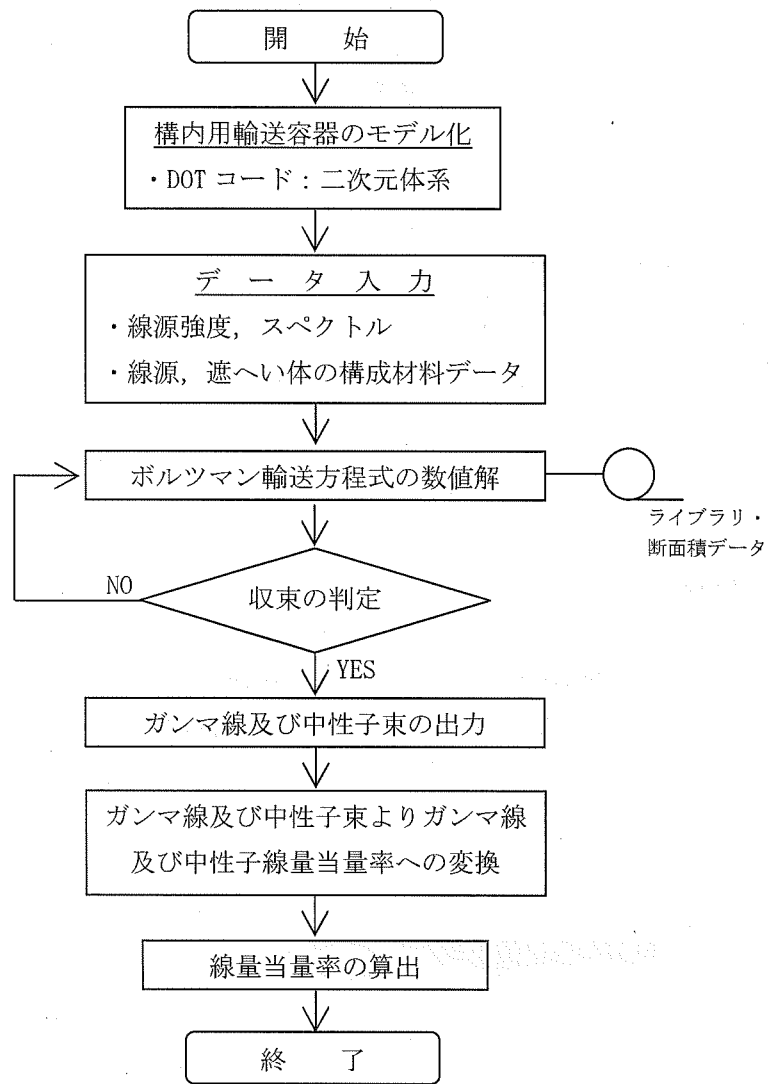 開　始
構内用輸送容器のモデル化
・DOT コード：二次元体系
デ　ー　タ　入　力
・線源強度，スペクトル
・線源，遮へい体の構成材料データ
ボルツマン輸送方程式の数値解
ライブラリ・
断面積データ
NO
収束の判定
YES
ガンマ線及び中性子束の出力
ガンマ線及び中性子束よりガンマ線
及び中性子線量当量率への変換
線量当量率の算出
終　了